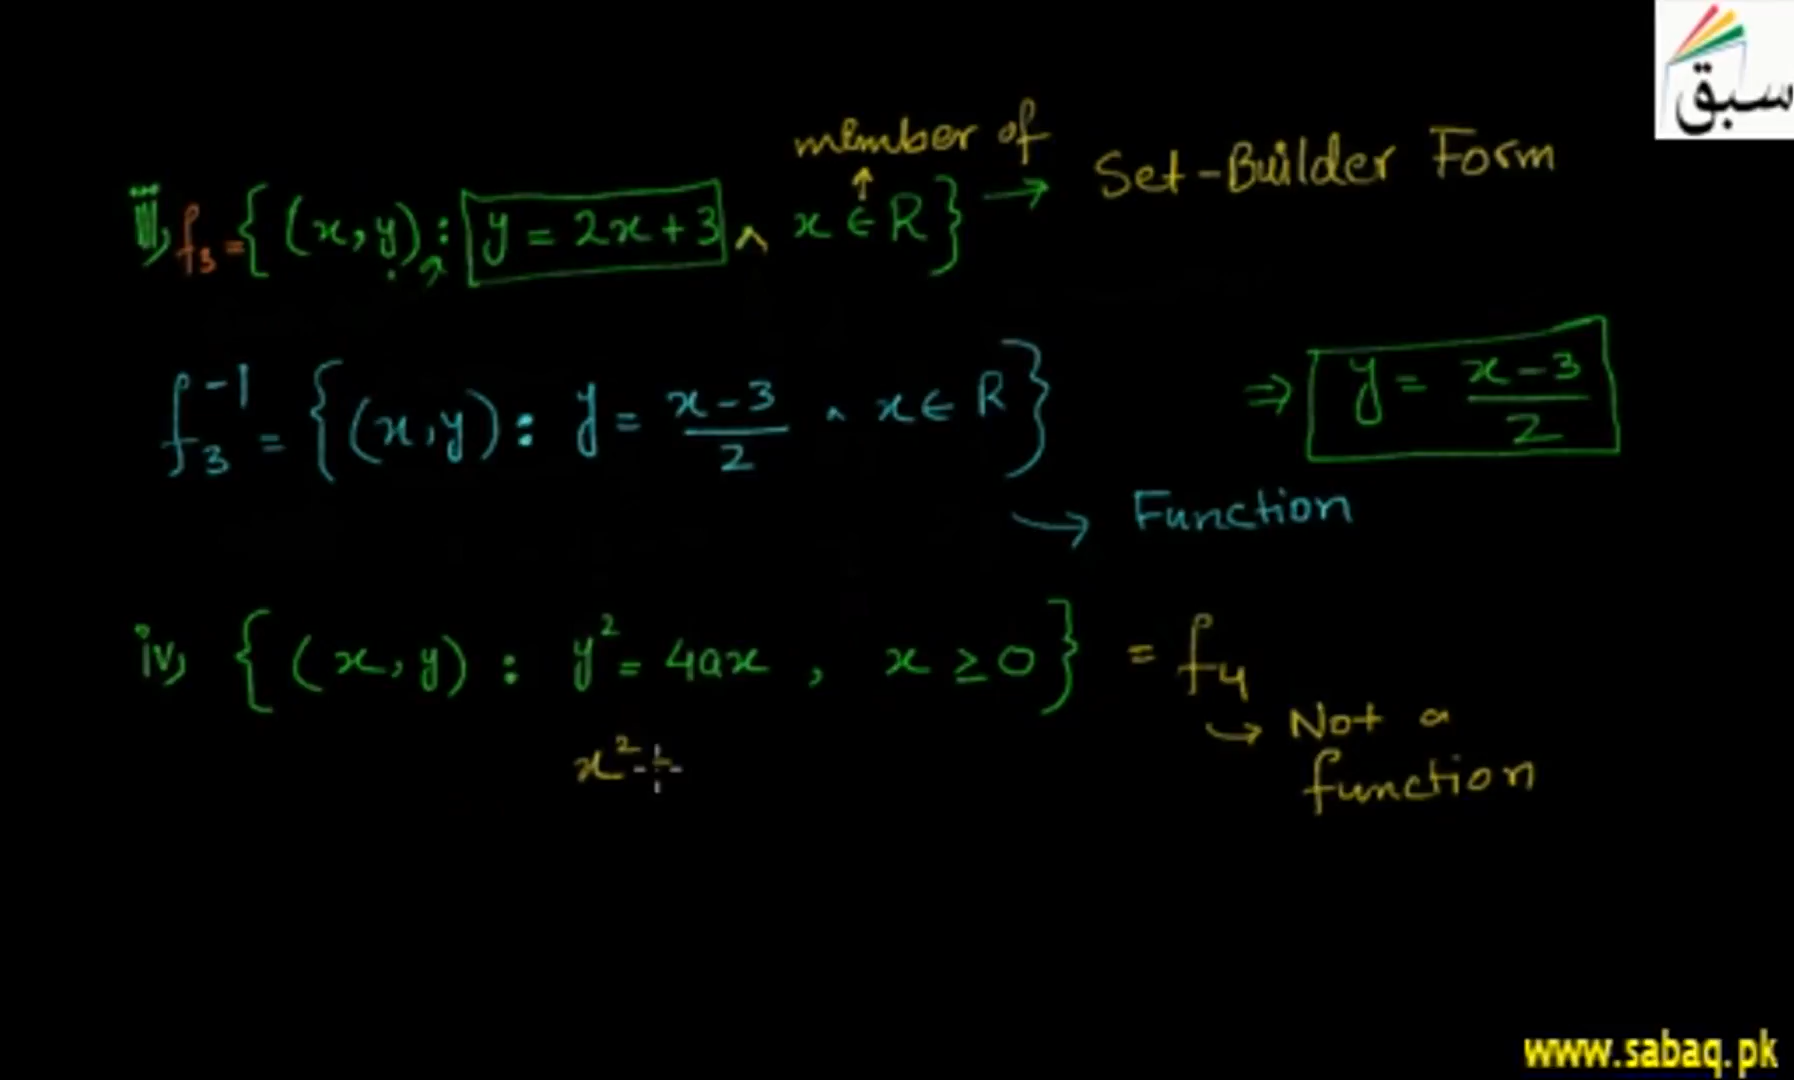 سبق
member of
iii, f₃ = {(x, y) : y = 2x + 3 ∧ x ∈ R} → Set-Builder Form
f₃⁻¹ = {(x, y) : y = (x - 3)/2 ∧ x ∈ R} ⇒ y = (x - 3)/2
→ Function
iv, {(x, y) : y² = 4ax , x ≥ 0} = f₄
→ Not a
function
x²
www.sabaq.pk